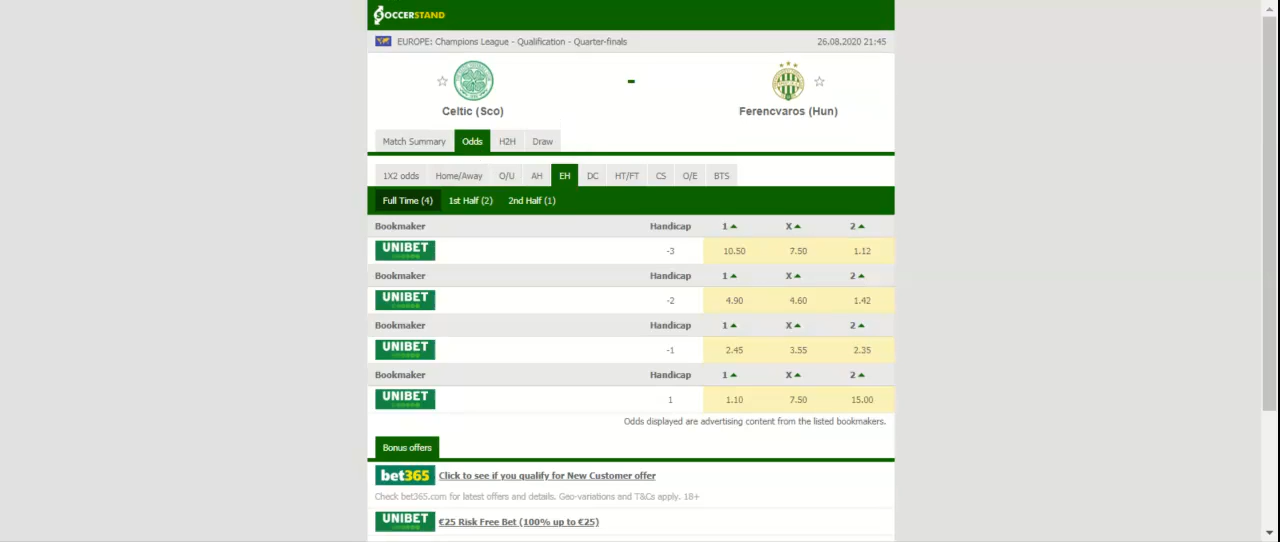 SOCCERSTAND
EUROPE: Champions League - Qualification - Quarter-finals 26.08.2020 21:45
-
Celtic (Sco) Ferencvaros (Hun)
Match Summary Odds H2H Draw
1X2 odds Home/Away O/U AH EH DC HT/FT CS O/E BTS
Full Time (4) 1st Half (2) 2nd Half (1)
Bookmaker Handicap 1 X 2
UNIBET -3 10.50 7.50 1.12
Bookmaker Handicap 1 X 2
UNIBET -2 4.90 4.60 1.42
Bookmaker Handicap 1 X 2
UNIBET -1 2.45 3.55 2.35
Bookmaker Handicap 1 X 2
UNIBET 1 1.10 7.50 15.00
Odds displayed are advertising content from the listed bookmakers.
Bonus offers
bet365 Click to see if you qualify for New Customer offer
Check bet365.com for latest offers and details. Geo-variations and T&Cs apply. 18+
UNIBET €25 Risk Free Bet (100% up to €25)